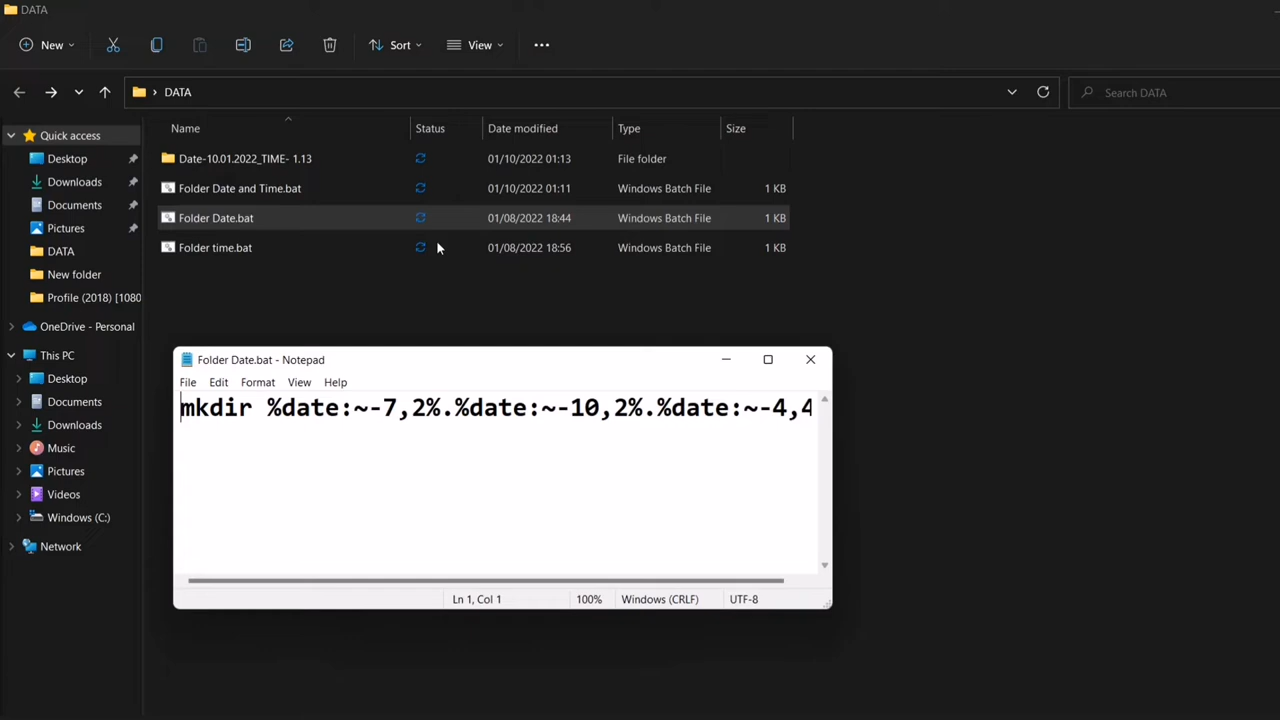 DATA
New
Sort
View
DATA
Search DATA
Name
Status
Date modified
Type
Size
Quick access
Desktop
Downloads
Documents
Pictures
DATA
New folder
Profile (2018) [1080
OneDrive - Personal
This PC
Desktop
Documents
Downloads
Music
Pictures
Videos
Windows (C:)
Network
Date-10.01.2022_TIME- 1.13 01/10/2022 01:13 File folder
Folder Date and Time.bat 01/10/2022 01:11 Windows Batch File 1 KB
Folder Date.bat 01/08/2022 18:44 Windows Batch File 1 KB
Folder time.bat 01/08/2022 18:56 Windows Batch File 1 KB
Folder Date.bat - Notepad
File Edit Format View Help
mkdir %date:~-7,2%.%date:~-10,2%.%date:~-4,4
Ln 1, Col 1 100% Windows (CRLF) UTF-8